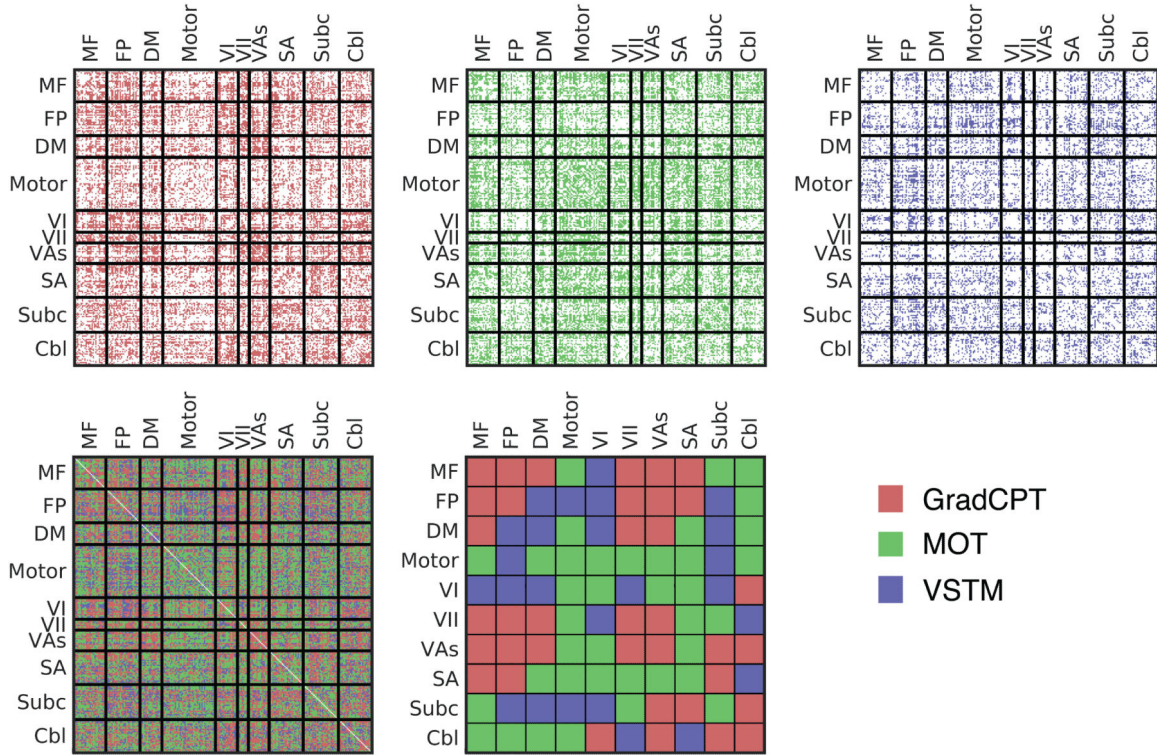 MF FP DM Motor VI VII VAs SA Subc Cbl
MF FP DM Motor VI VII VAs SA Subc Cbl
MF FP DM Motor VI VII VAs SA Subc Cbl
MF
FP
DM
Motor
VI
VII
VAs
SA
Subc
Cbl
MF
FP
DM
Motor
VI
VII
VAs
SA
Subc
Cbl
MF
FP
DM
Motor
VI
VII
VAs
SA
Subc
Cbl
MF FP DM Motor VI VII VAs SA Subc Cbl
MF FP DM Motor VI VII VAs SA Subc Cbl
MF
FP
DM
Motor
VI
VII
VAs
SA
Subc
Cbl
MF
FP
DM
Motor
VI
VII
VAs
SA
Subc
Cbl
GradCPT
MOT
VSTM